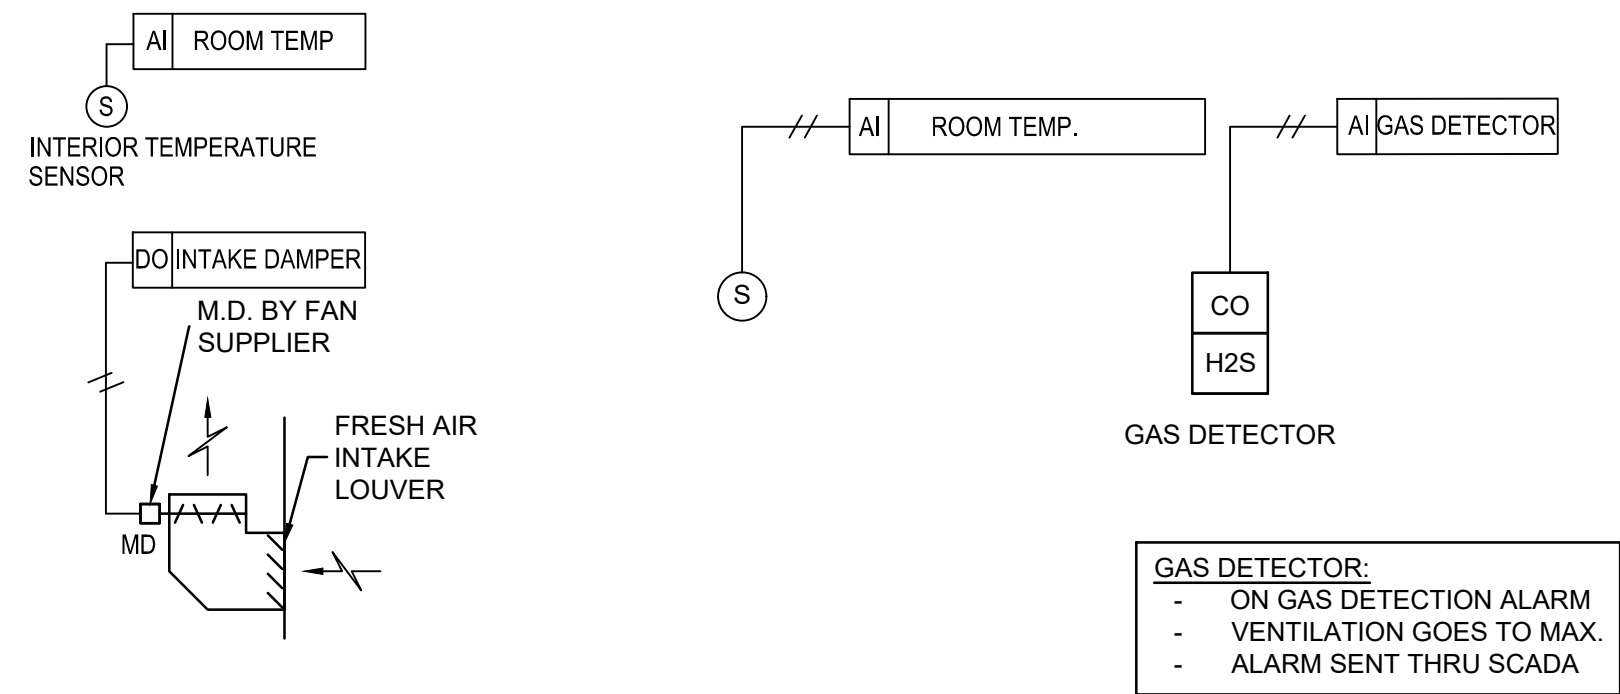 AI ROOM TEMP
S
INTERIOR TEMPERATURE
SENSOR
DO INTAKE DAMPER
M.D. BY FAN
SUPPLIER
FRESH AIR
INTAKE
LOUVER
MD
AI ROOM TEMP.
S
AI GAS DETECTOR
CO
H2S
GAS DETECTOR
GAS DETECTOR:
- ON GAS DETECTION ALARM
- VENTILATION GOES TO MAX.
- ALARM SENT THRU SCADA